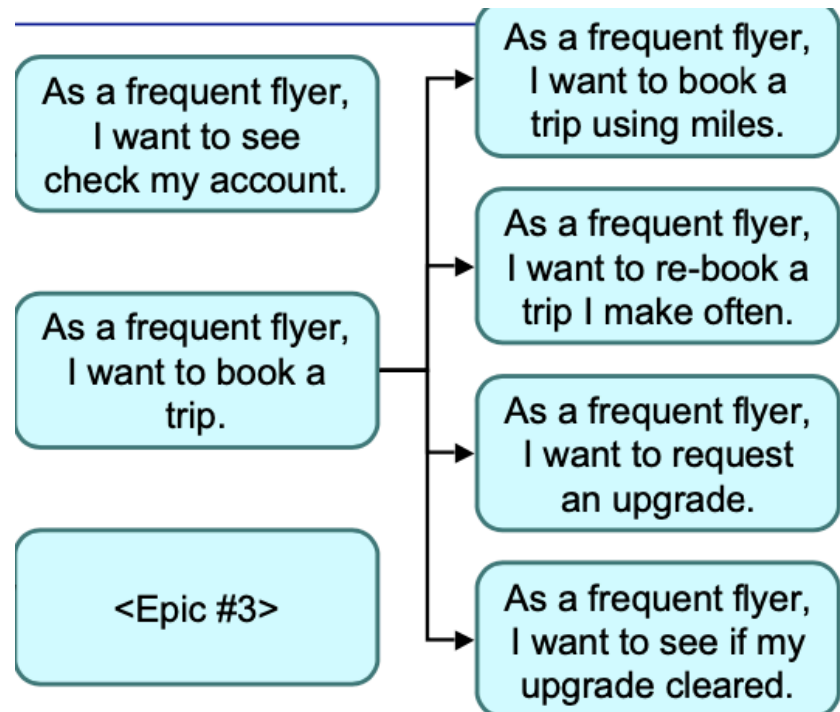 As a frequent flyer,
I want to see
check my account.
As a frequent flyer,
I want to book a
trip.
<Epic #3>
As a frequent flyer,
I want to book a
trip using miles.
As a frequent flyer,
I want to re-book a
trip I make often.
As a frequent flyer,
I want to request
an upgrade.
As a frequent flyer,
I want to see if my
upgrade cleared.